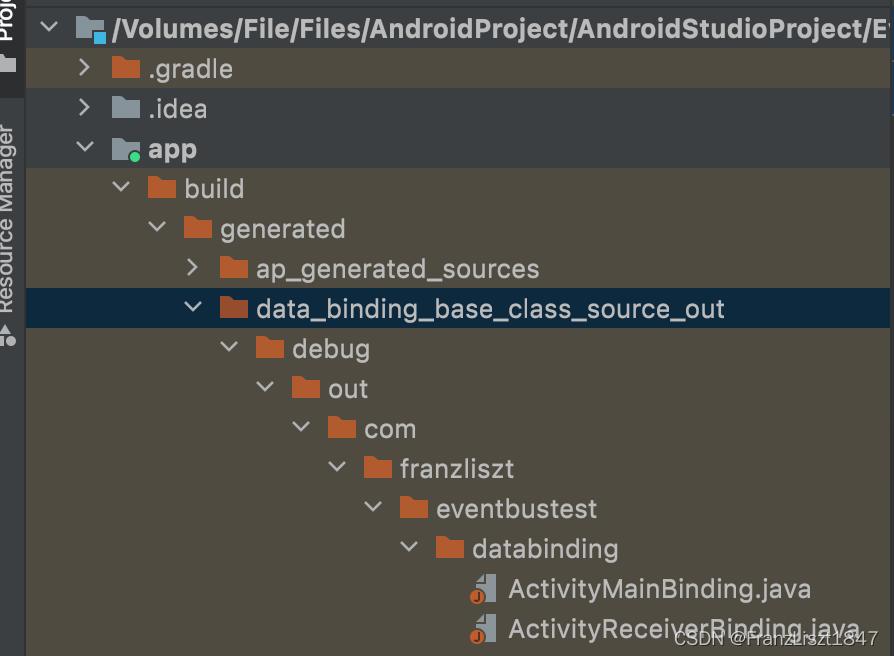 /Volumes/File/Files/AndroidProject/AndroidStudioProject/E
.gradle
.idea
app
build
generated
ap_generated_sources
data_binding_base_class_source_out
debug
out
com
franzliszt
eventbustest
databinding
ActivityMainBinding.java
ActivityReceiverBinding.java
CSDN @FranzLiszt1847
Resource Manager